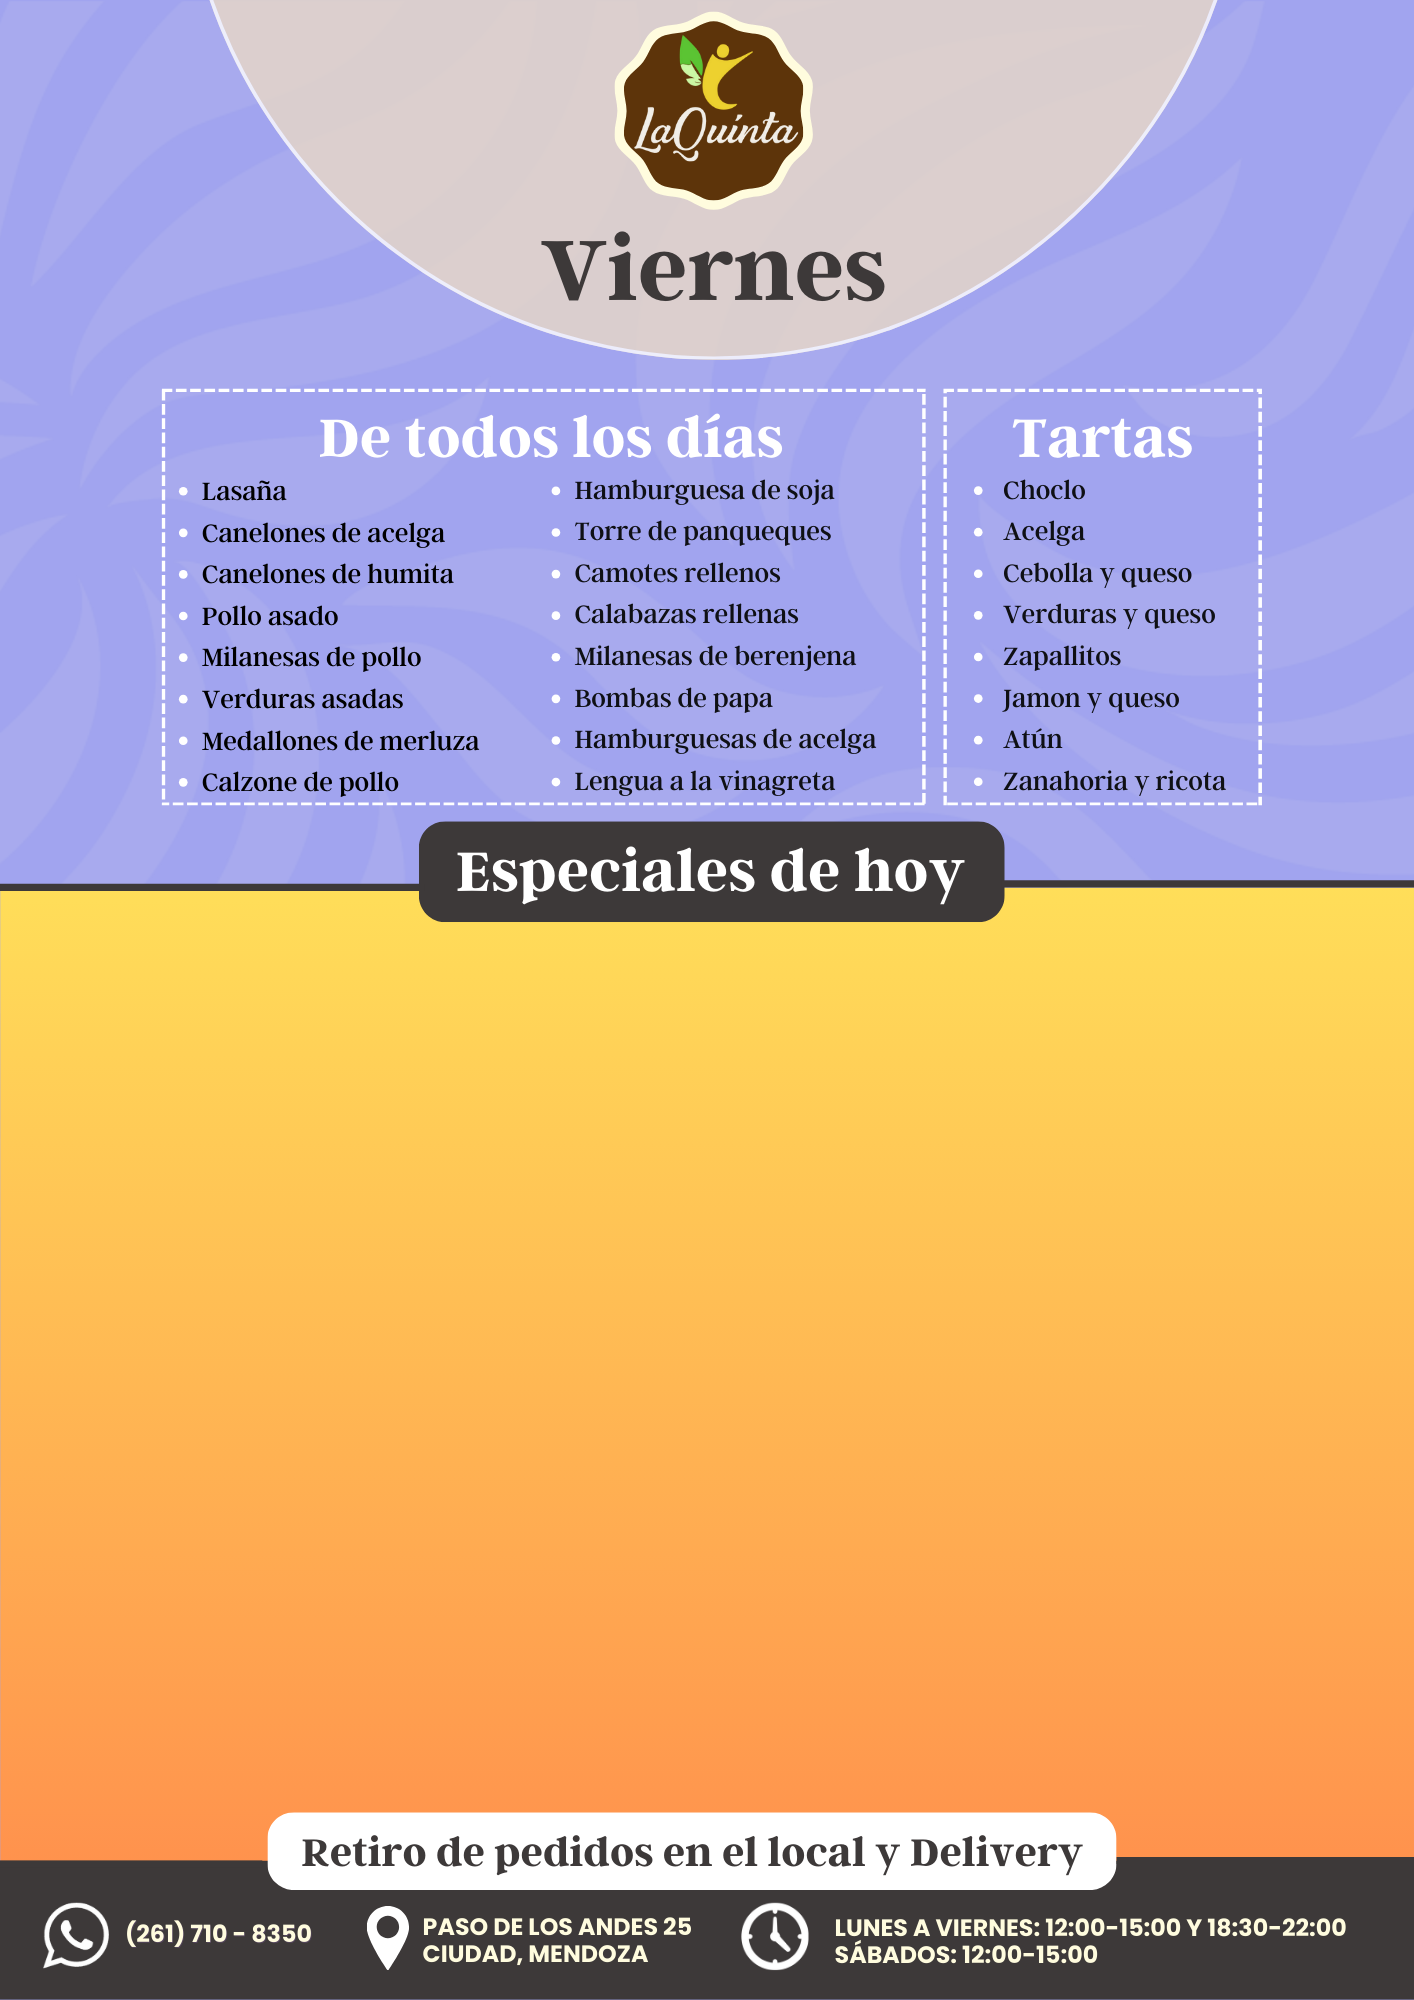 LaQuinta
Viernes
De todos los días
Lasaña
Canelones de acelga
Canelones de humita
Pollo asado
Milanesas de pollo
Verduras asadas
Medallones de merluza
Calzone de pollo
Hamburguesa de soja
Torre de panqueques
Camotes rellenos
Calabazas rellenas
Milanesas de berenjena
Bombas de papa
Hamburguesas de acelga
Lengua a la vinagreta
Tartas
Choclo
Acelga
Cebolla y queso
Verduras y queso
Zapallitos
Jamon y queso
Atún
Zanahoria y ricota
Especiales de hoy
Retiro de pedidos en el local y Delivery
(261) 710 - 8350
PASO DE LOS ANDES 25
CIUDAD, MENDOZA
LUNES A VIERNES: 12:00-15:00 Y 18:30-22:00
SÁBADOS: 12:00-15:00